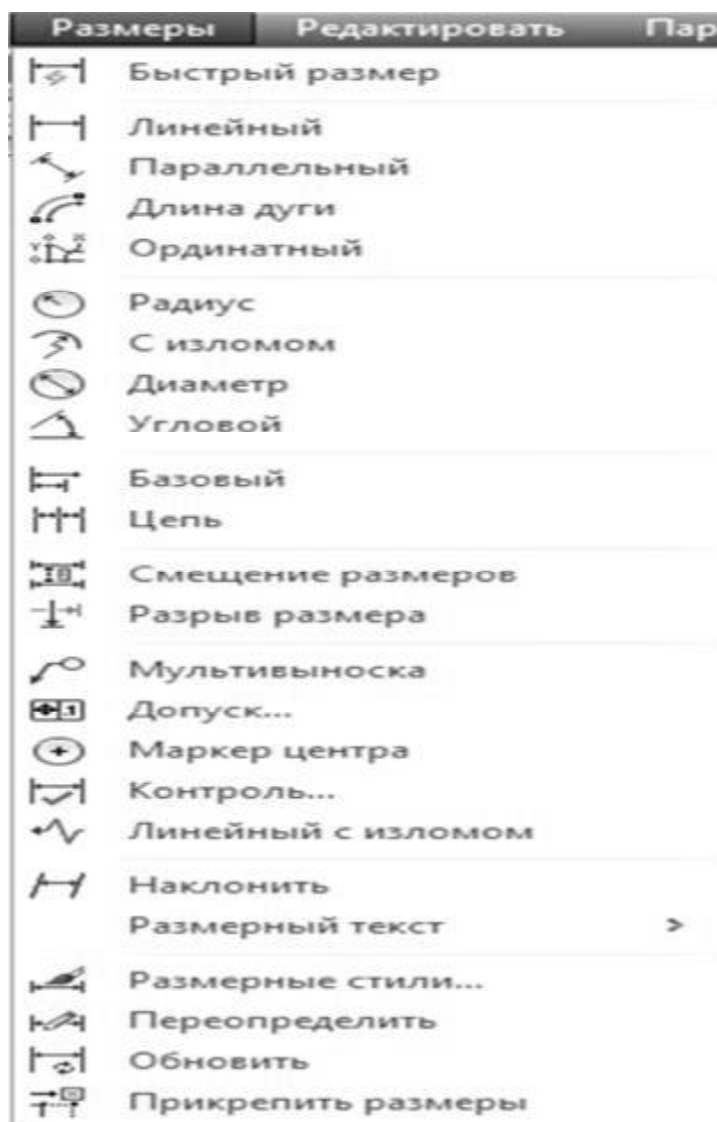 Размеры Редактировать Пар
Быстрый размер
Линейный
Параллельный
Длина дуги
Ординатный
Радиус
С изломом
Диаметр
Угловой
Базовый
Цепь
Смещение размеров
Разрыв размера
Мультивыноска
Допуск...
Маркер центра
Контроль...
Линейный с изломом
Наклонить
Размерный текст >
Размерные стили...
Переопределить
Обновить
Прикрепить размеры